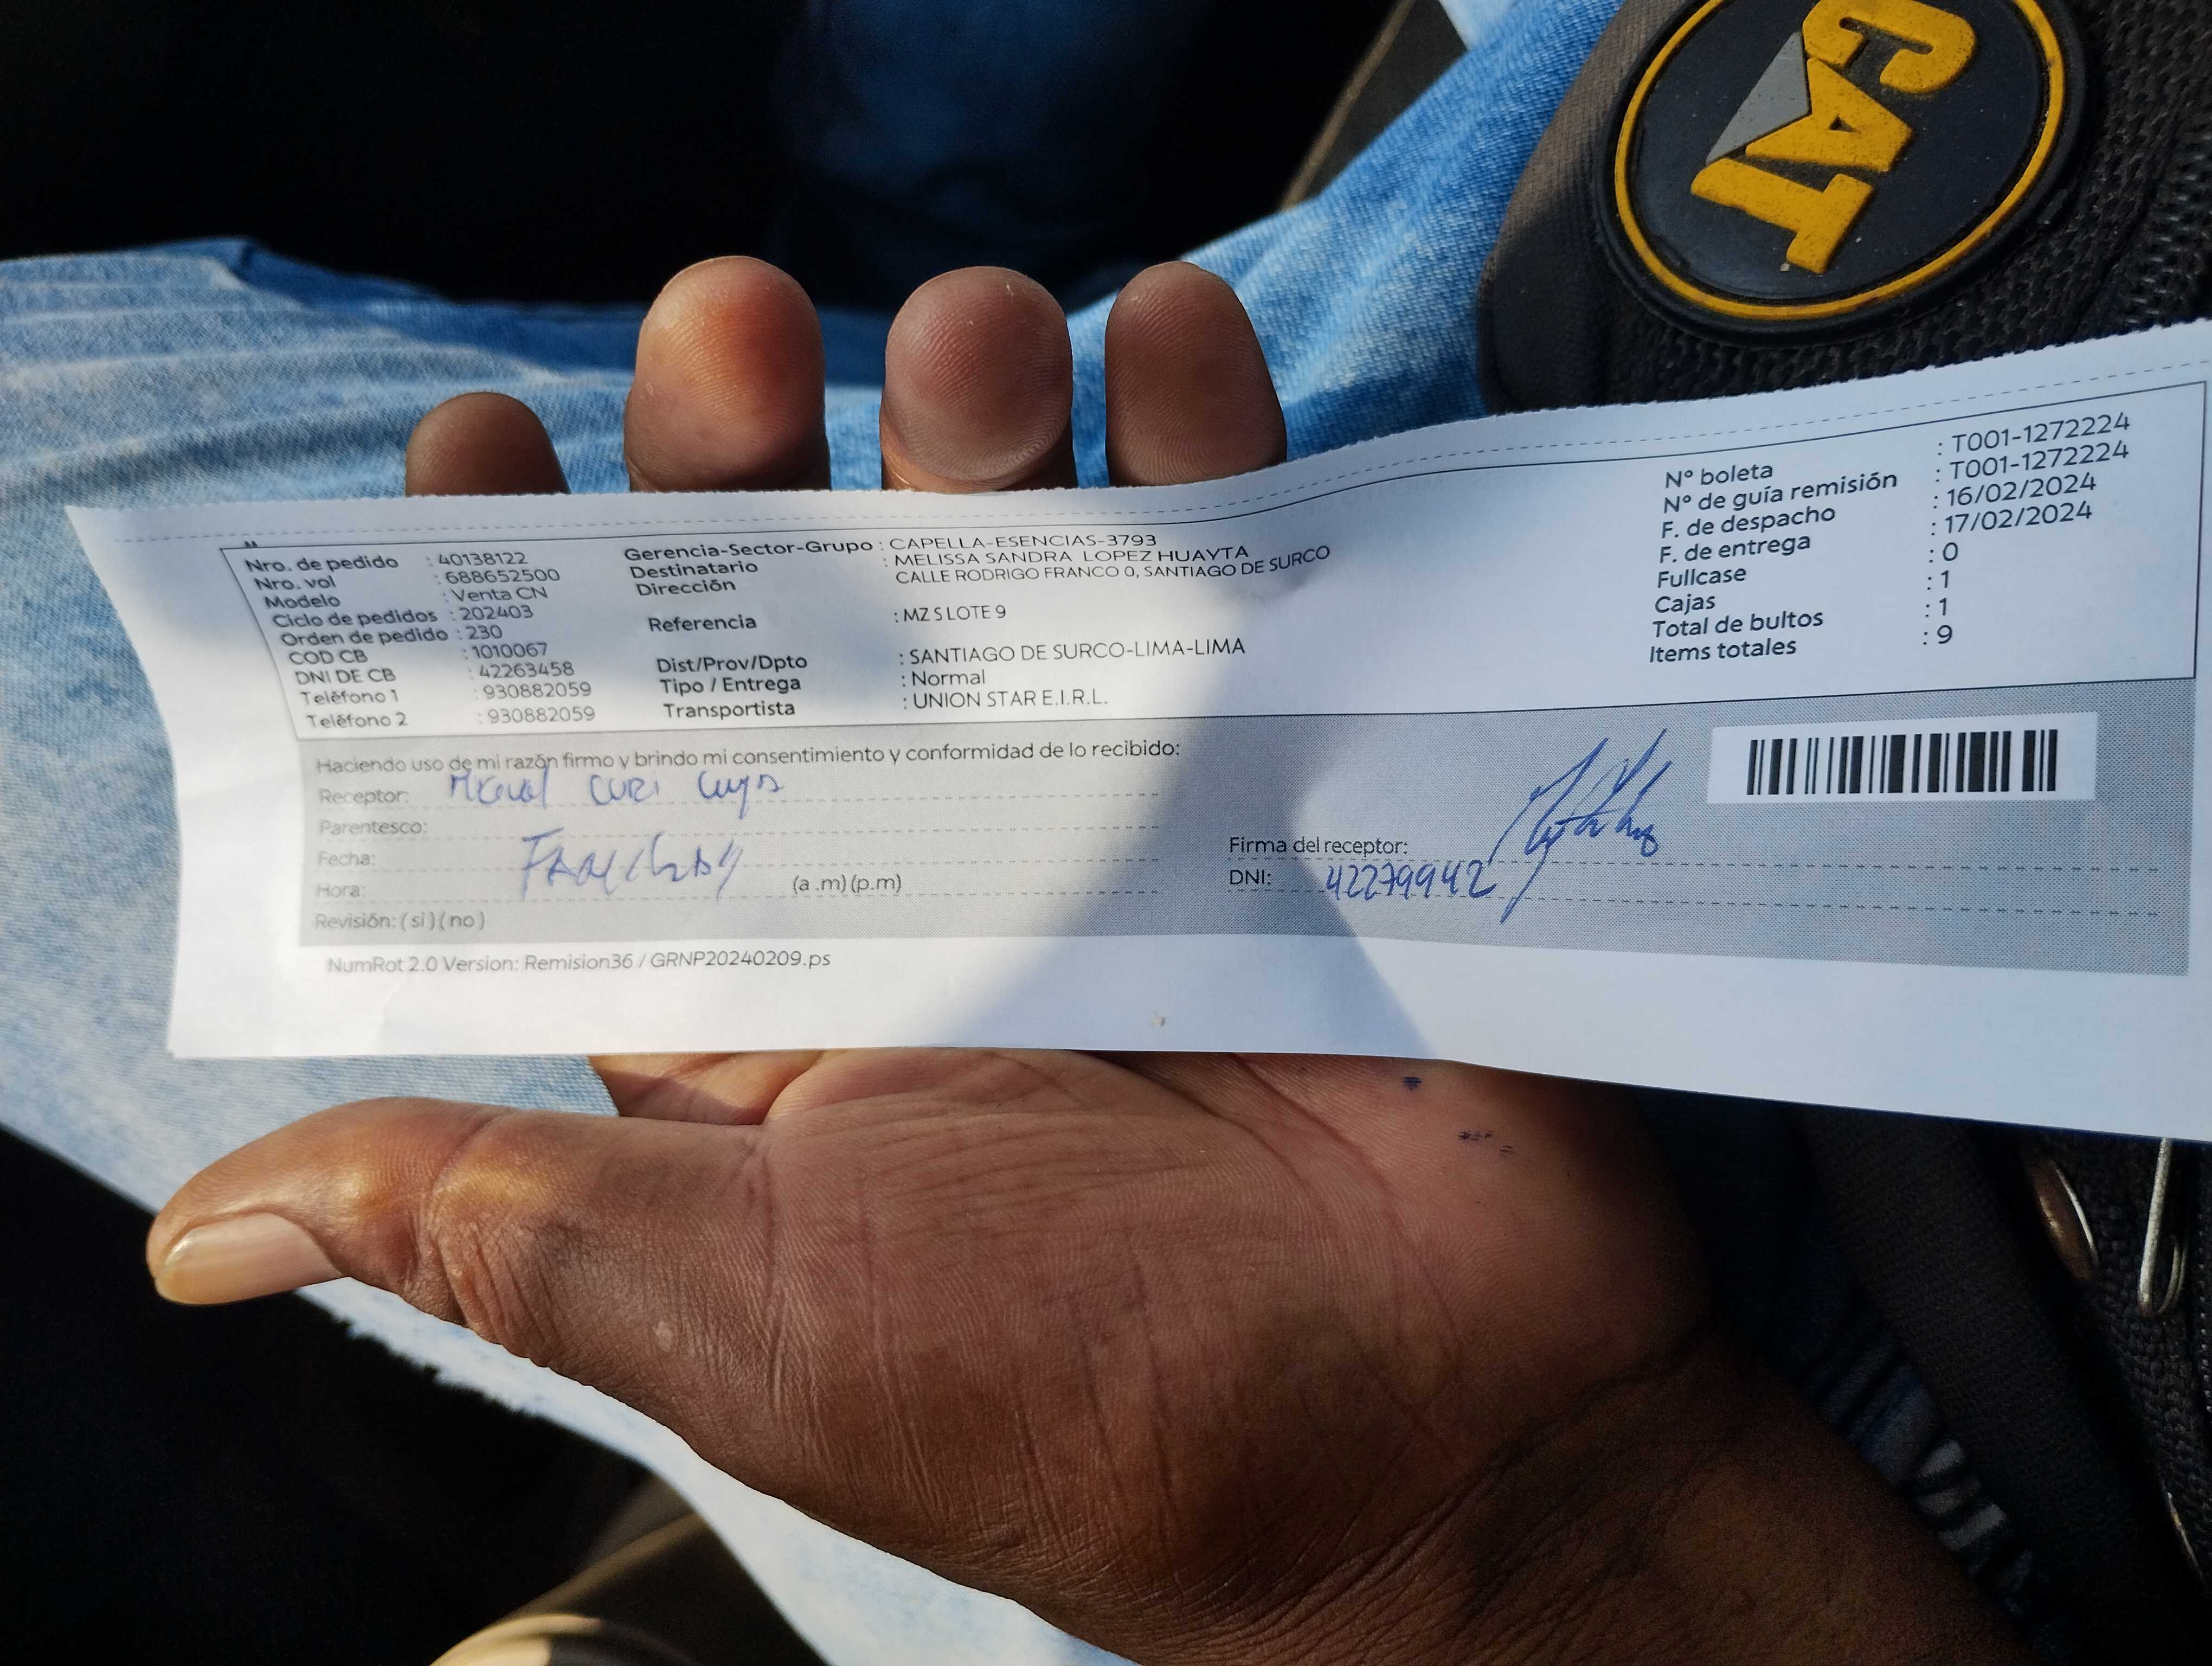 CAT
Nro. de pedido : 40138122
Nro. vol : 688652500
Modelo : Venta CN
Ciclo de pedidos : 202403
Orden de pedido : 230
COD CB : 1010067
DNI DE CB : 42263458
Teléfono 1 : 930882059
Teléfono 2 : 930882059
Gerencia-Sector-Grupo : CAPELLA-ESENCIAS-3793
Destinatario : MELISSA SANDRA LOPEZ HUAYTA
Dirección CALLE RODRIGO FRANCO 0, SANTIAGO DE SURCO
Referencia : MZ S LOTE 9
Dist/Prov/Dpto : SANTIAGO DE SURCO-LIMA-LIMA
Tipo / Entrega : Normal
Transportista : UNION STAR E.I.R.L.
Nº boleta : T001-1272224
Nº de guía remisión : T001-1272224
F. de despacho : 16/02/2024
F. de entrega : 17/02/2024
Fullcase : 0
Cajas : 1
Total de bultos : 1
Items totales : 9
Haciendo uso de mi razón firmo y brindo mi consentimiento y conformidad de lo recibido:
Receptor: CURI
Parentesco:
Fecha:
Hora: (a .m) (p.m)
Revisión: ( si ) ( no )
Firma del receptor:
DNI: 42279942
NumRot 2.0 Version: Remision36 / GRNP20240209.ps